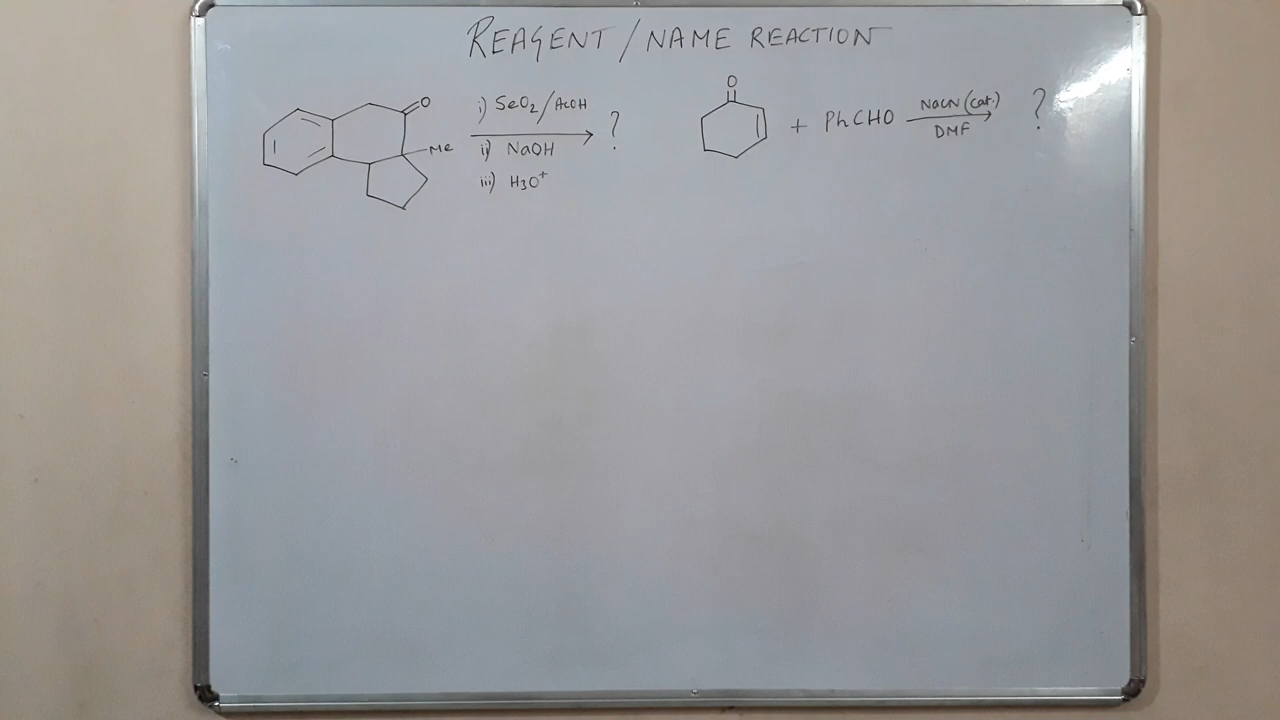 REAGENT / NAME REACTION
O
Me
i) SeO2/AcOH
ii) NaOH
iii) H3O+
?
O
+ PhCHO
NaCN (cat.)
DMF
?